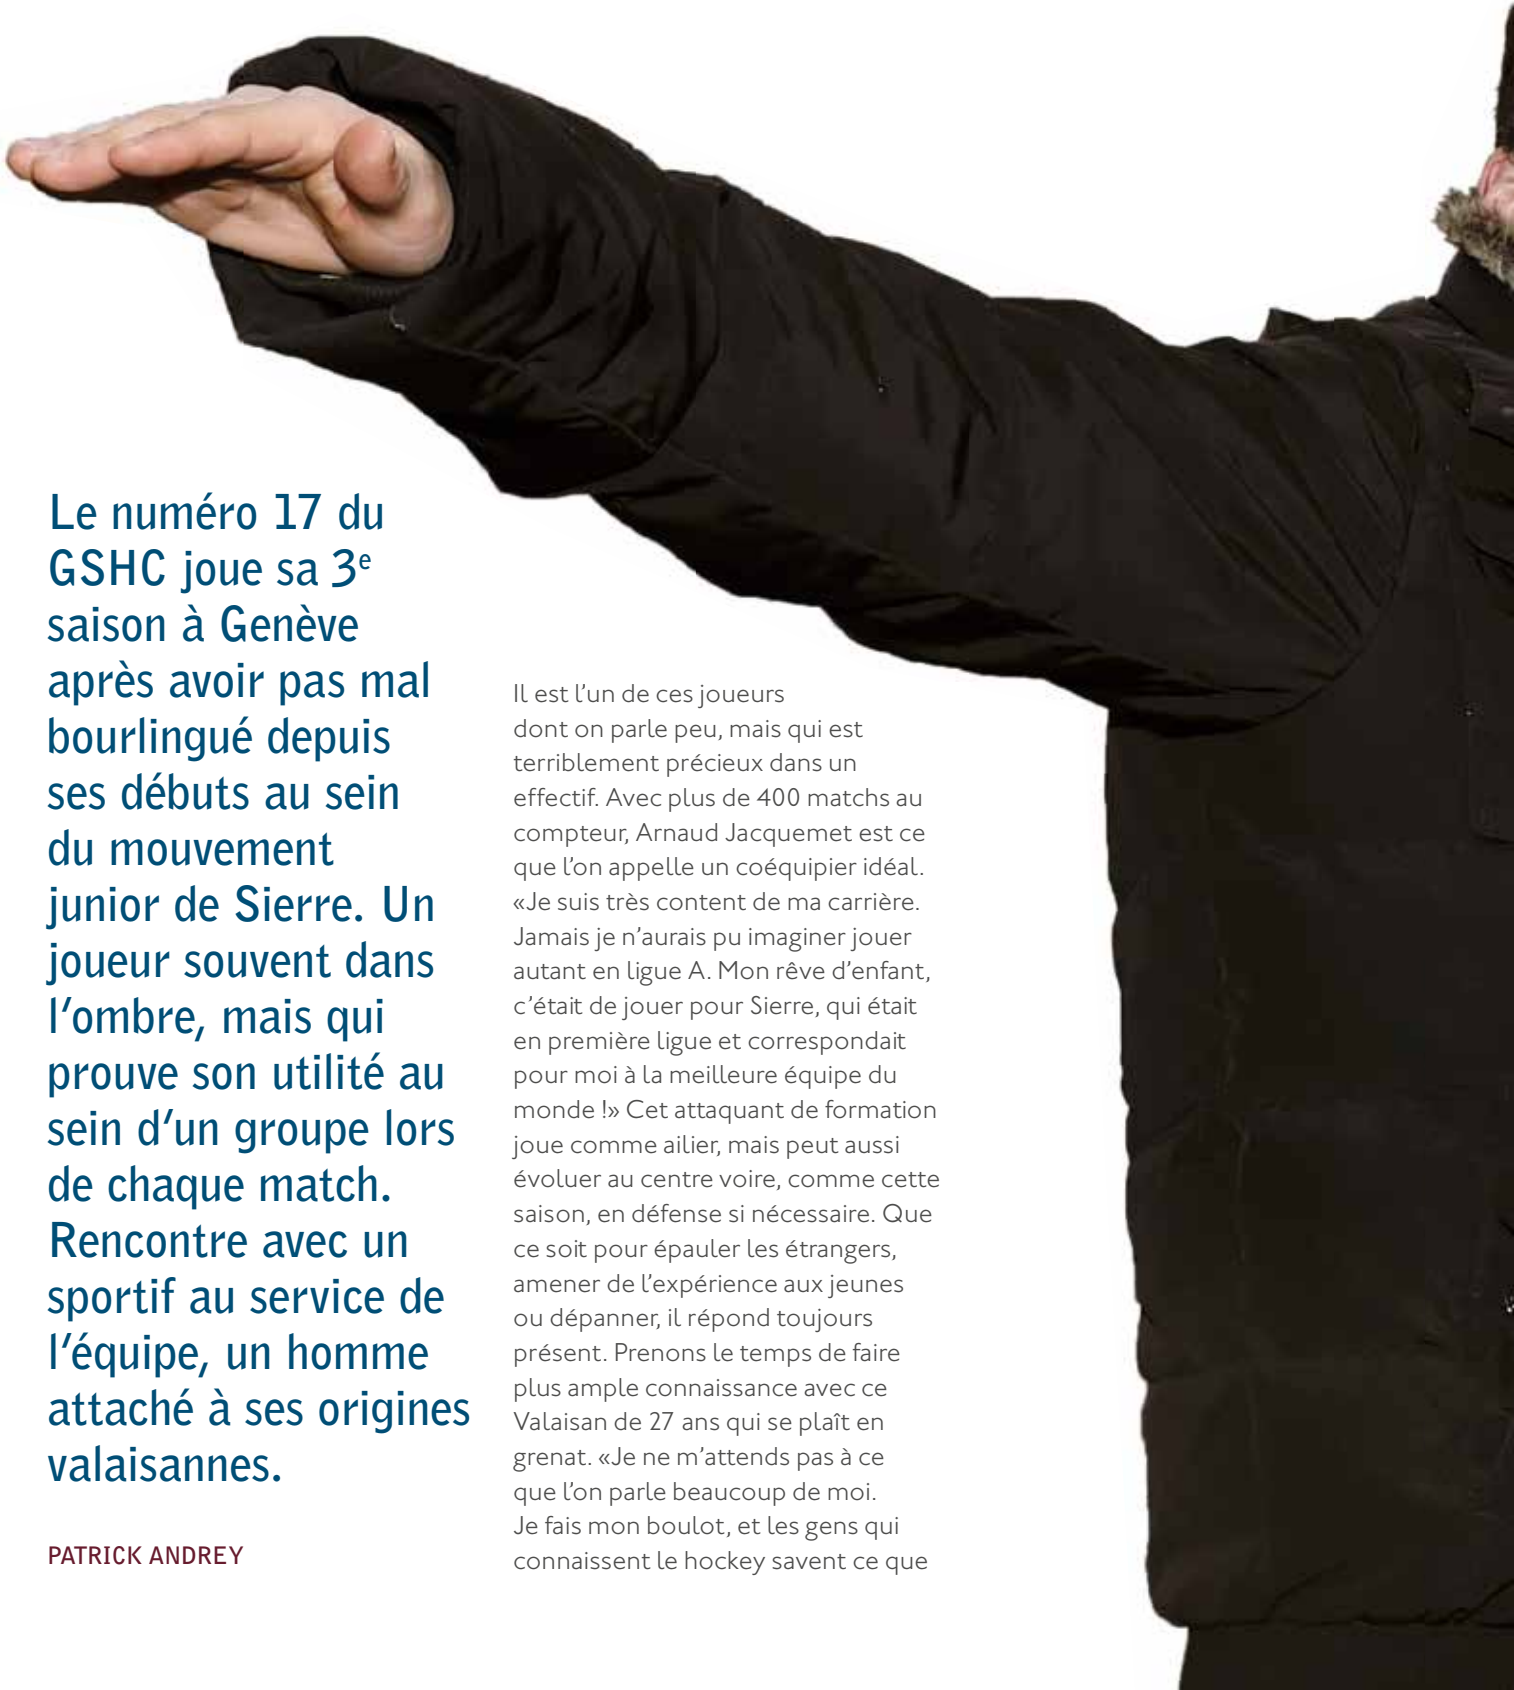 Le numéro 17 du
GSHC joue sa 3e
saison à Genève
après avoir pas mal
bourlingué depuis
ses débuts au sein
du mouvement
junior de Sierre. Un
joueur souvent dans
l’ombre, mais qui
prouve son utilité au
sein d’un groupe lors
de chaque match.
Rencontre avec un
sportif au service de
l’équipe, un homme
attaché à ses origines
valaisannes.
PATRICK ANDREY
Il est l’un de ces joueurs
dont on parle peu, mais qui est
terriblement précieux dans un
effectif. Avec plus de 400 matchs au
compteur, Arnaud Jacquemet est ce
que l’on appelle un coéquipier idéal.
«Je suis très content de ma carrière.
Jamais je n’aurais pu imaginer jouer
autant en ligue A. Mon rêve d’enfant,
c’était de jouer pour Sierre, qui était
en première ligue et correspondait
pour moi à la meilleure équipe du
monde !» Cet attaquant de formation
joue comme ailier, mais peut aussi
évoluer au centre voire, comme cette
saison, en défense si nécessaire. Que
ce soit pour épauler les étrangers,
amener de l’expérience aux jeunes
ou dépanner, il répond toujours
présent. Prenons le temps de faire
plus ample connaissance avec ce
Valaisan de 27 ans qui se plaît en
grenat. «Je ne m’attends pas à ce
que l’on parle beaucoup de moi.
Je fais mon boulot, et les gens qui
connaissent le hockey savent ce que